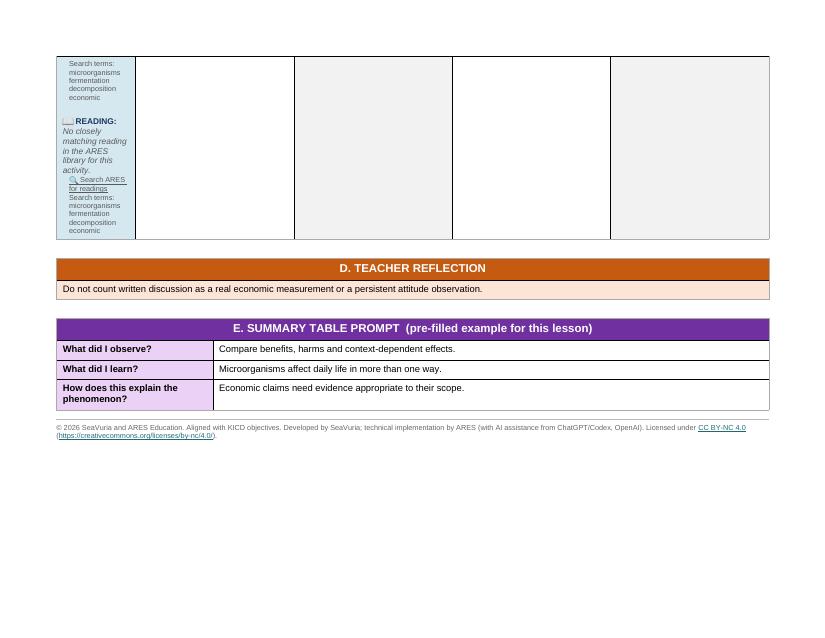 Search terms:
microorganisms
fermentation
decomposition
economic
📖 READING:
No closely
matching reading
in the ARES
library for this
activity.
🔍 Search ARES
for readings
Search terms:
microorganisms
fermentation
decomposition
economic
D. TEACHER REFLECTION
Do not count written discussion as a real economic measurement or a persistent attitude observation.
E. SUMMARY TABLE PROMPT (pre-filled example for this lesson)
What did I observe? Compare benefits, harms and context-dependent effects.
What did I learn? Microorganisms affect daily life in more than one way.
How does this explain the Economic claims need evidence appropriate to their scope.
phenomenon?
© 2026 SeaVuria and ARES Education. Aligned with KICD objectives. Developed by SeaVuria; technical implementation by ARES (with AI assistance from ChatGPT/Codex, OpenAI). Licensed under CC BY-NC 4.0
(https://creativecommons.org/licenses/by-nc/4.0/).